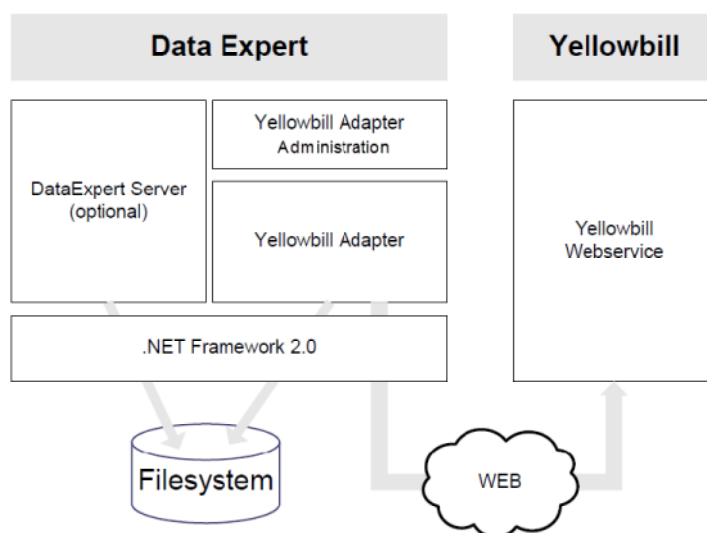 Data Expert
Yellowbill
DataExpert Server
(optional)
Yellowbill Adapter
Administration
Yellowbill Adapter
Yellowbill
Webservice
.NET Framework 2.0
Filesystem
WEB